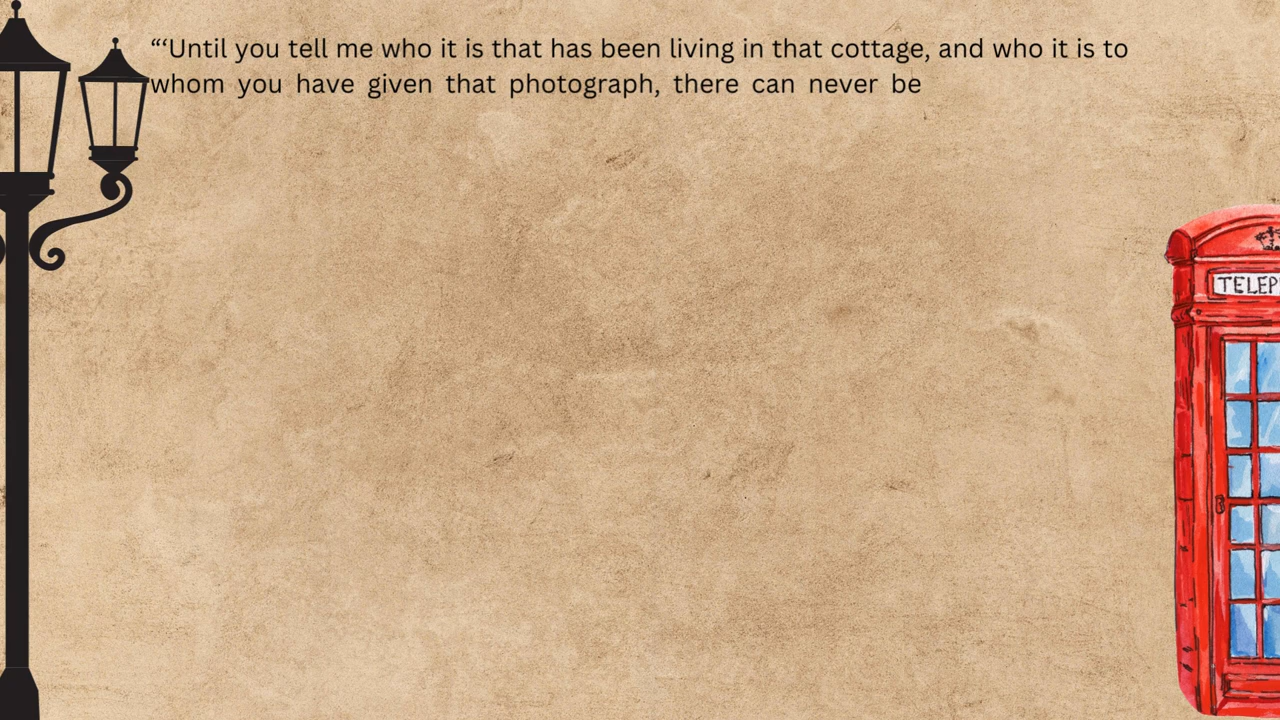 “‘Until you tell me who it is that has been living in that cottage, and who it is to
whom you have given that photograph, there can never be
TELEP